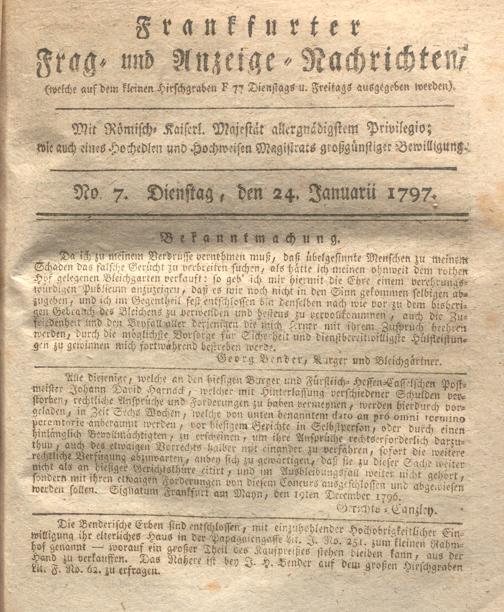 Frankfurter
Frag- und Anzeige-Nachrichten,
(welche auf dem kleinen Hirschgraben F 77 Dienstags u. Freitags ausgegeben werden).
Mit Römisch-Kaiserl. Majestät allergnädigstem Privilegio;
wie auch eines Hochedlen und Hochweisen Magistrats großgünstiger Bewilligung.
No. 7. Dienstag, den 24. Januarii 1797.
Bekanntmachung.
Da ich zu meinem Verdrusse vernehmen muß, daß übelgesinnte Menschen zu meinem
Schaden das falsche Gerücht zu verbreiten suchen, als hätte ich meinen ohnweit dem rothen
Hof gelegenen Bleichgarten verkauft: so geb' ich mir hiermit die Ehre einem verehrungs-
würdigen Publicum anzuzeigen, daß es mir noch nicht in den Sinn gekommen selbigen ab-
zugeben, und ich im Gegentheil fest entschlossen bin denselben nach wie vor zu dem bisheri-
gen Gebrauch des Bleichens zu verwenden und bestens zu vervollkommnen, auch die Zu-
friedenheit und den Beyfall aller derjenigen die mich ferner mit ihrem Zuspruch beehren
werden, durch die möglichste Vorsorge für Sicherheit und dienstbereitwilligste Hülfsleistun-
gen zu gewinnen mich fortwährend bestreben werde.
Georg Bender, Burger und Bleichgärtner.
Alle diejenige, welche an den hiesigen Burger und Fürstlich-Hessen-Casselschen Post-
meister Johann David Harnack, welcher mit Hinterlassung verschiedener Schulden ver-
storben, rechtliche Ansprüche und Forderungen zu haben vermeynen, werden hierdurch vor-
geladen, in Zeit Sechs Wochen, welche von unten benanntem dato an pro omni termino
peremtorie anberaumt werden, vor hiesigem Gerichte in Selbstperson, oder durch einen
hinlänglich Bevollmächtigten, zu erscheinen, um ihre Ansprüche rechtserforderlich darzu-
thun, auch des etwaigen Vorrechts halber mit einander zu verfahren, sofort die weitere
rechtliche Verfügung abzuwarten, anbey sich zu gewärtigen, daß sie zu dieser Sache weiter
nicht als an hiesiger Gerichtsthüre citirt, und im Ausbleibungsfall weiter nicht gehört,
sondern mit ihren etwaigen Forderungen von diesem Concurs ausgeschlossen und abgewiesen
werden sollen. Signatum Frankfurt am Mayn, den 19ten December 1796.
Gerichts-Canzley.
Die Benderische Erben sind entschlossen, mit einzuholender Hochobrigkeitlicher Ein-
willigung ihr elterliches Haus in der Papagaiengasse Lit. J. No. 251. zum kleinen Rahm-
hof genannt — worauf ein großer Theil des Kaufpreißes stehen bleiben kann, aus der
Hand zu verkauffen. Das Nähere ist bey J. H. Bender auf dem großen Hirschgraben
Lit. F. No. 62. zu erfragen.